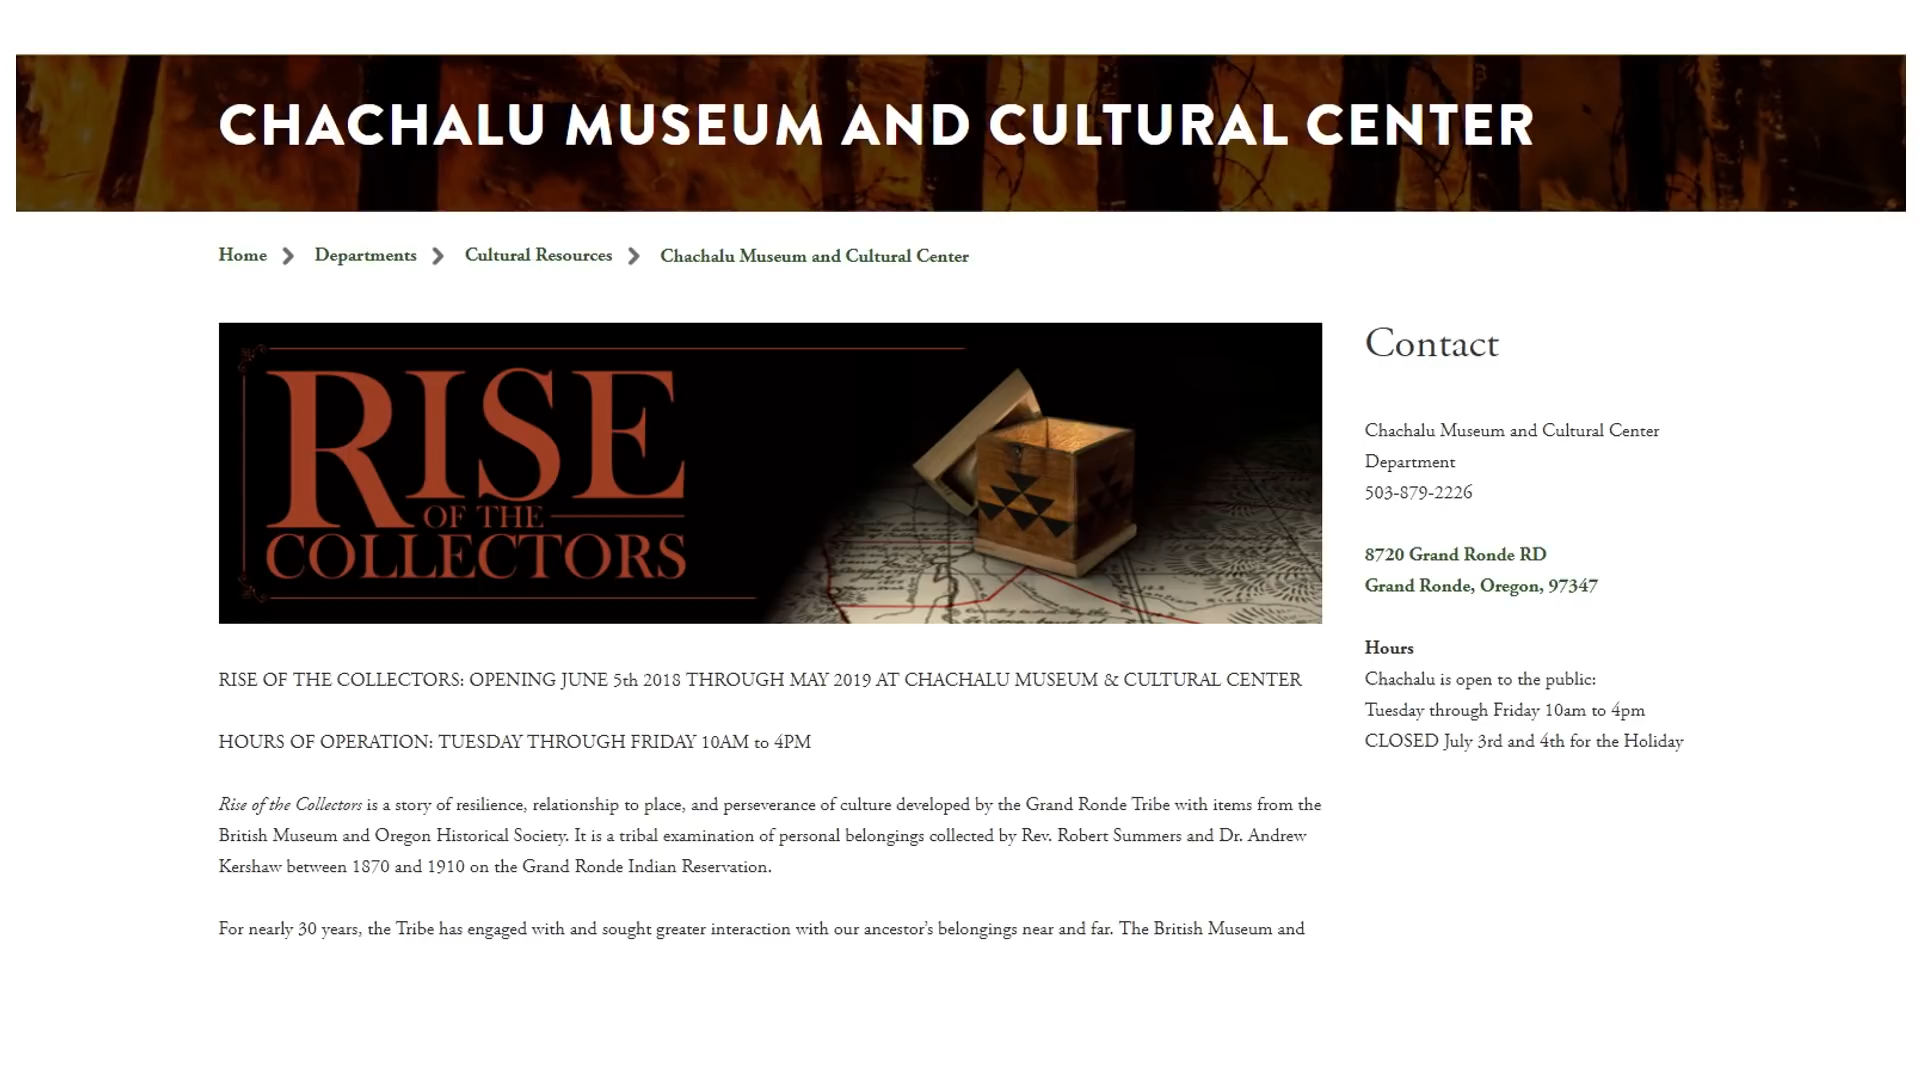 CHACHALU MUSEUM AND CULTURAL CENTER
Home
Departments
Cultural Resources
Chachalu Museum and Cultural Center
RISE
OF THE
COLLECTORS
RISE OF THE COLLECTORS: OPENING JUNE 5th 2018 THROUGH MAY 2019 AT CHACHALU MUSEUM & CULTURAL CENTER
HOURS OF OPERATION: TUESDAY THROUGH FRIDAY 10AM to 4PM
Rise of the Collectors is a story of resilience, relationship to place, and perseverance of culture developed by the Grand Ronde Tribe with items from the
British Museum and Oregon Historical Society. It is a tribal examination of personal belongings collected by Rev. Robert Summers and Dr. Andrew
Kershaw between 1870 and 1910 on the Grand Ronde Indian Reservation.
For nearly 30 years, the Tribe has engaged with and sought greater interaction with our ancestor's belongings near and far. The British Museum and
Contact
Chachalu Museum and Cultural Center
Department
503-879-2226
8720 Grand Ronde RD
Grand Ronde, Oregon, 97347
Hours
Chachalu is open to the public:
Tuesday through Friday 10am to 4pm
CLOSED July 3rd and 4th for the Holiday